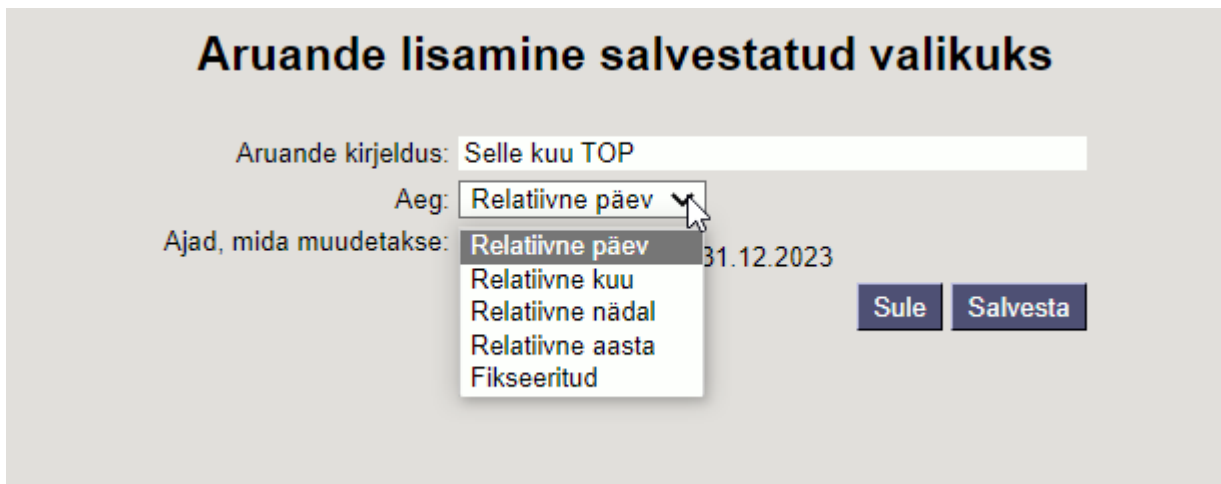 Aruande lisamine salvestatud valikuks
Aruande kirjeldus: Selle kuu TOP
Aeg: Relatiivne päev
Ajad, mida muudetakse: 31.12.2023
Relatiivne päev
Relatiivne kuu
Relatiivne nädal
Relatiivne aasta
Fikseeritud
Sule Salvesta